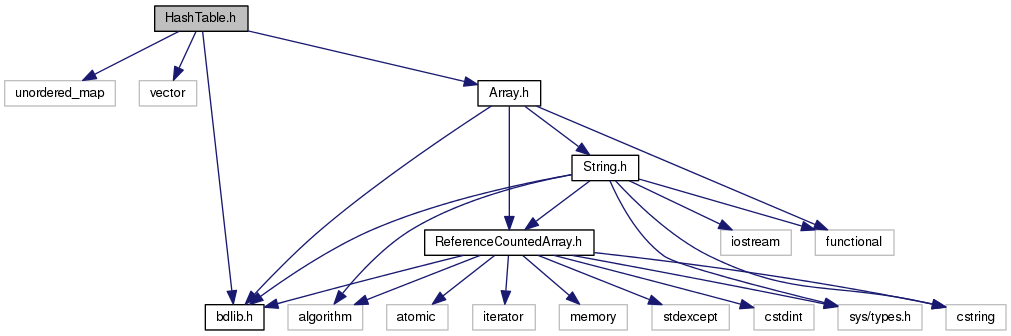 HashTable.h
unordered_map
vector
Array.h
String.h
ReferenceCountedArray.h
iostream
functional
bdlib.h
algorithm
atomic
iterator
memory
stdexcept
cstdint
sys/types.h
cstring